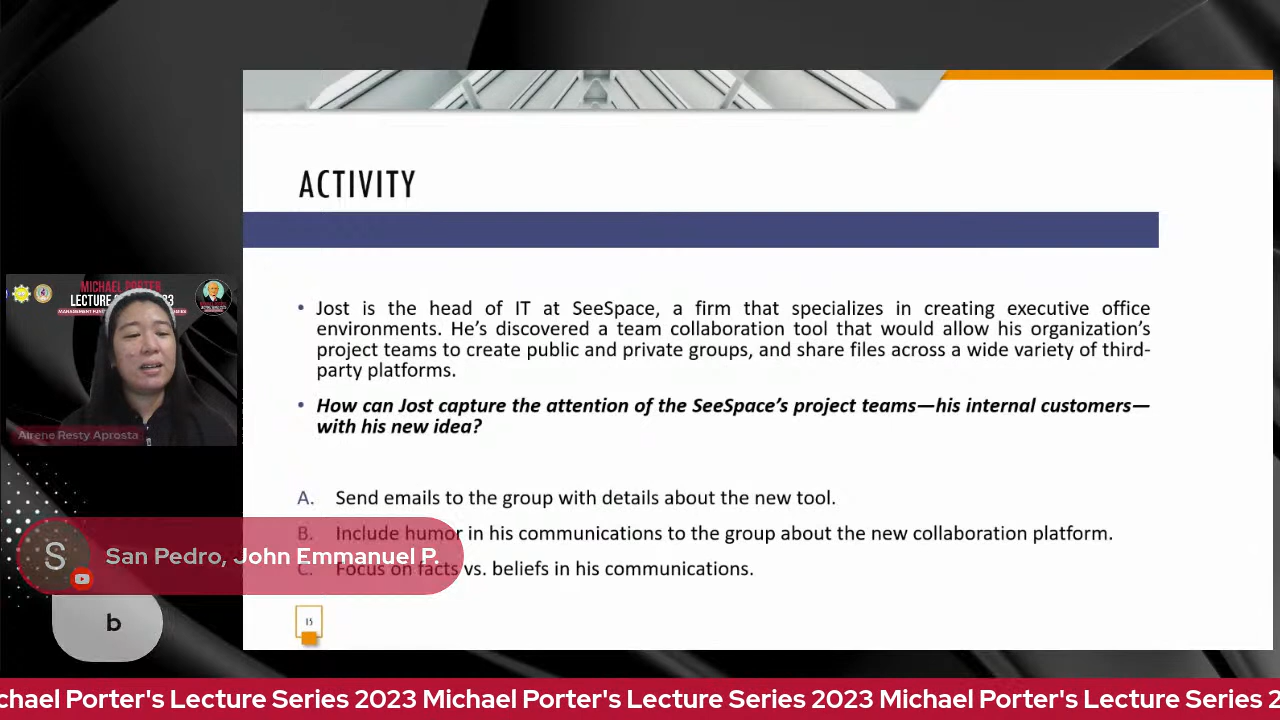 ACTIVITY
• Jost is the head of IT at SeeSpace, a firm that specializes in creating executive office
environments. He’s discovered a team collaboration tool that would allow his organization’s
project teams to create public and private groups, and share files across a wide variety of third-
party platforms.
• How can Jost capture the attention of the SeeSpace’s project teams—his internal customers—
with his new idea?
A. Send emails to the group with details about the new tool.
B. Include humor in his communications to the group about the new collaboration platform.
C. Focus on facts vs. beliefs in his communications.
15
MICHAEL PORTER
LECTURE
Airene Resty Aprosta
S
San Pedro, John Emmanuel P.
b
chael Porter's Lecture Series 2023 Michael Porter's Lecture Series 2023 Michael Porter's Lecture Series 2